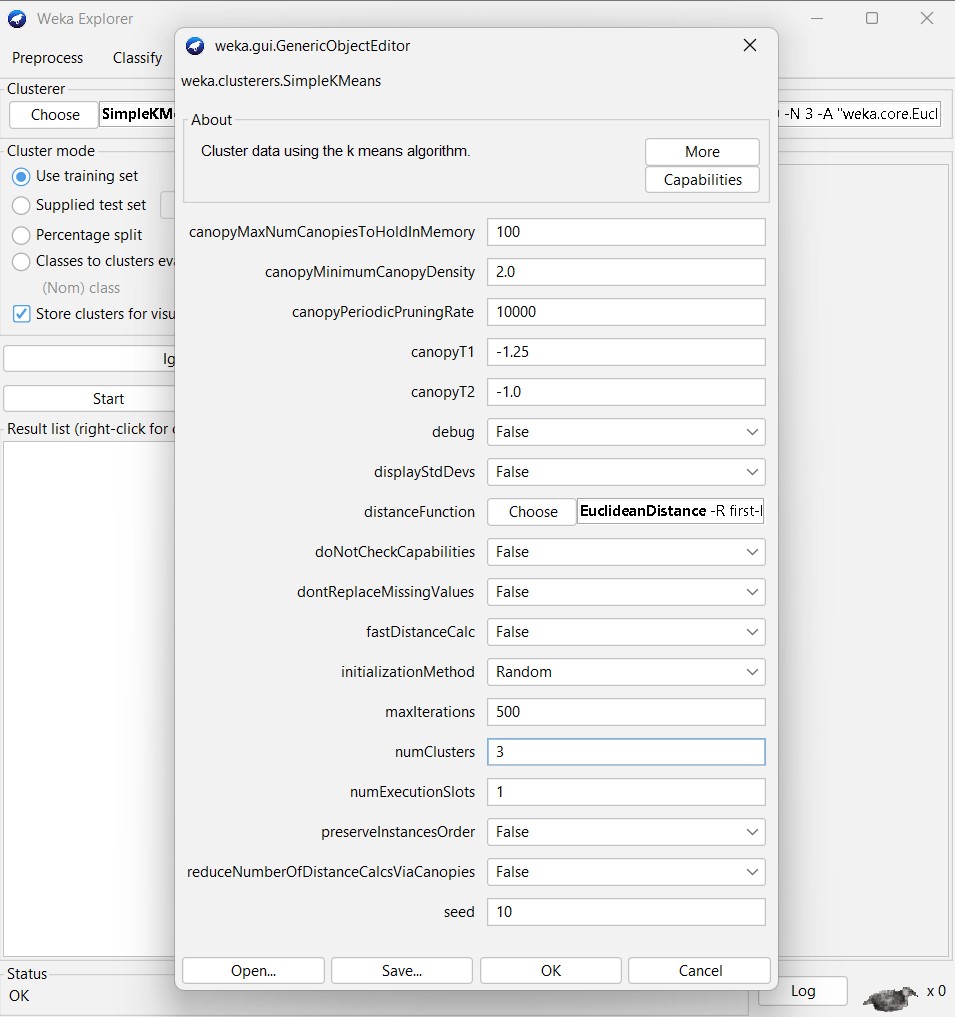 Weka Explorer
weka.gui.GenericObjectEditor
Preprocess Classify
weka.clusterers.SimpleKMeans
Clusterer
Choose SimpleKM -N 3 -A "weka.core.Eucl
About
Cluster data using the k means algorithm.
More
Capabilities
Cluster mode
Use training set
Supplied test set
Percentage split
Classes to clusters eva
(Nom) class
Store clusters for visu
Ig
Start
Result list (right-click for
canopyMaxNumCanopiesToHoldInMemory 100
canopyMinimumCanopyDensity 2.0
canopyPeriodicPruningRate 10000
canopyT1 -1.25
canopyT2 -1.0
debug False
displayStdDevs False
distanceFunction Choose EuclideanDistance -R first-l
doNotCheckCapabilities False
dontReplaceMissingValues False
fastDistanceCalc False
initializationMethod Random
maxIterations 500
numClusters 3
numExecutionSlots 1
preserveInstancesOrder False
reduceNumberOfDistanceCalcsViaCanopies False
seed 10
Open... Save... OK Cancel
Status
OK
Log x 0